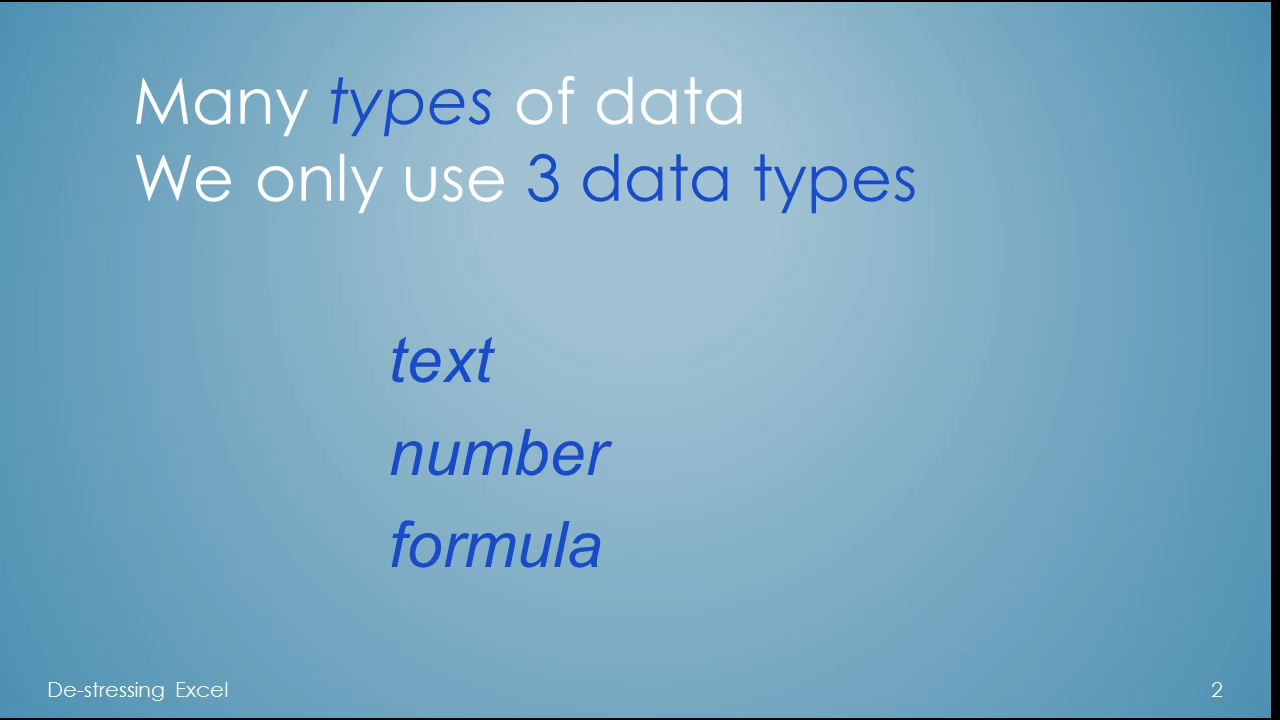 Many types of data
We only use 3 data types
text
number
formula
De-stressing Excel
2